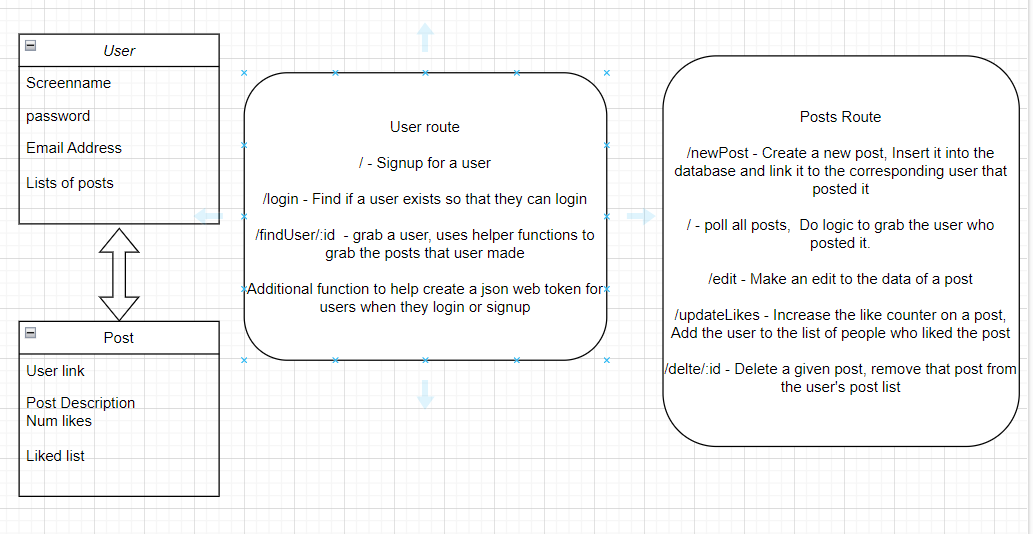 User
Screenname
password
Email Address
Lists of posts
Post
User link
Post Description
Num likes
Liked list
User route
/ - Signup for a user
/login - Find if a user exists so that they can login
/findUser/:id - grab a user, uses helper functions to
grab the posts that user made
Additional function to help create a json web token for
users when they login or signup
Posts Route
/newPost - Create a new post, Insert it into the
database and link it to the corresponding user that
posted it
/ - poll all posts, Do logic to grab the user who
posted it.
/edit - Make an edit to the data of a post
/updateLikes - Increase the like counter on a post,
Add the user to the list of people who liked the post
/delte/:id - Delete a given post, remove that post from
the user's post list